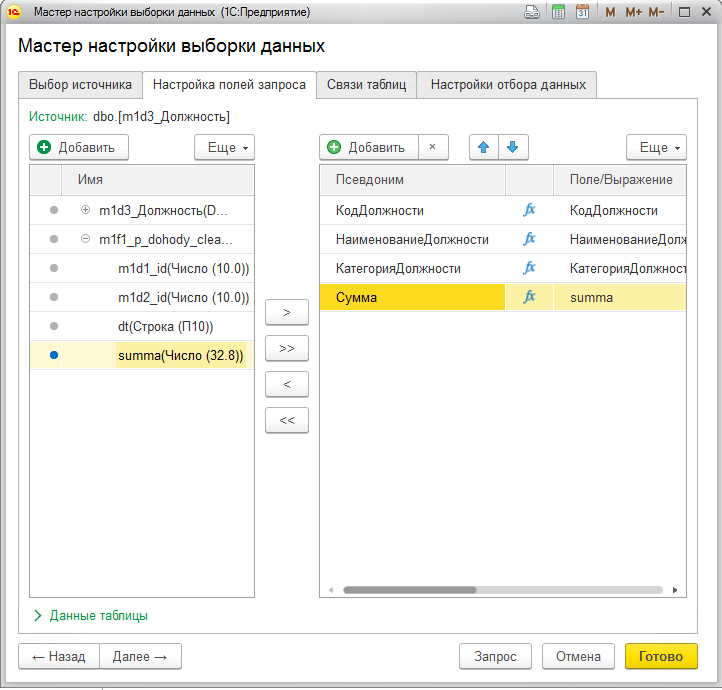 Мастер настройки выборки данных (1С:Предприятие)
M M+ M-
31
Мастер настройки выборки данных
Выбор источника Настройка полей запроса Связи таблиц Настройки отбора данных
Источник: dbo.[m1d3_Должность]
Добавить Еще
Добавить × Еще
Имя
Псевдоним Поле/Выражение
m1d3_Должность(D...
m1f1_p_dohody_clea...
m1d1_id(Число (10.0))
m1d2_id(Число (10.0))
dt(Строка (П10))
summa(Число (32.8))
>
>>
<
<<
КодДолжности fx КодДолжности
НаименованиеДолжности fx НаименованиеДолж
КатегорияДолжности fx КатегорияДолжност
Сумма fx summa
Данные таблицы
← Назад Далее → Запрос Отмена Готово